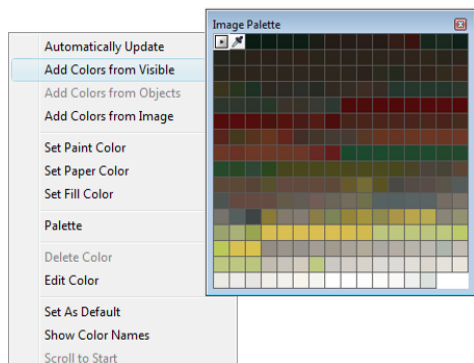 Image Palette
Automatically Update
Add Colors from Visible
Add Colors from Objects
Add Colors from Image
Set Paint Color
Set Paper Color
Set Fill Color
Palette
Delete Color
Edit Color
Set As Default
Show Color Names
Scroll to Start